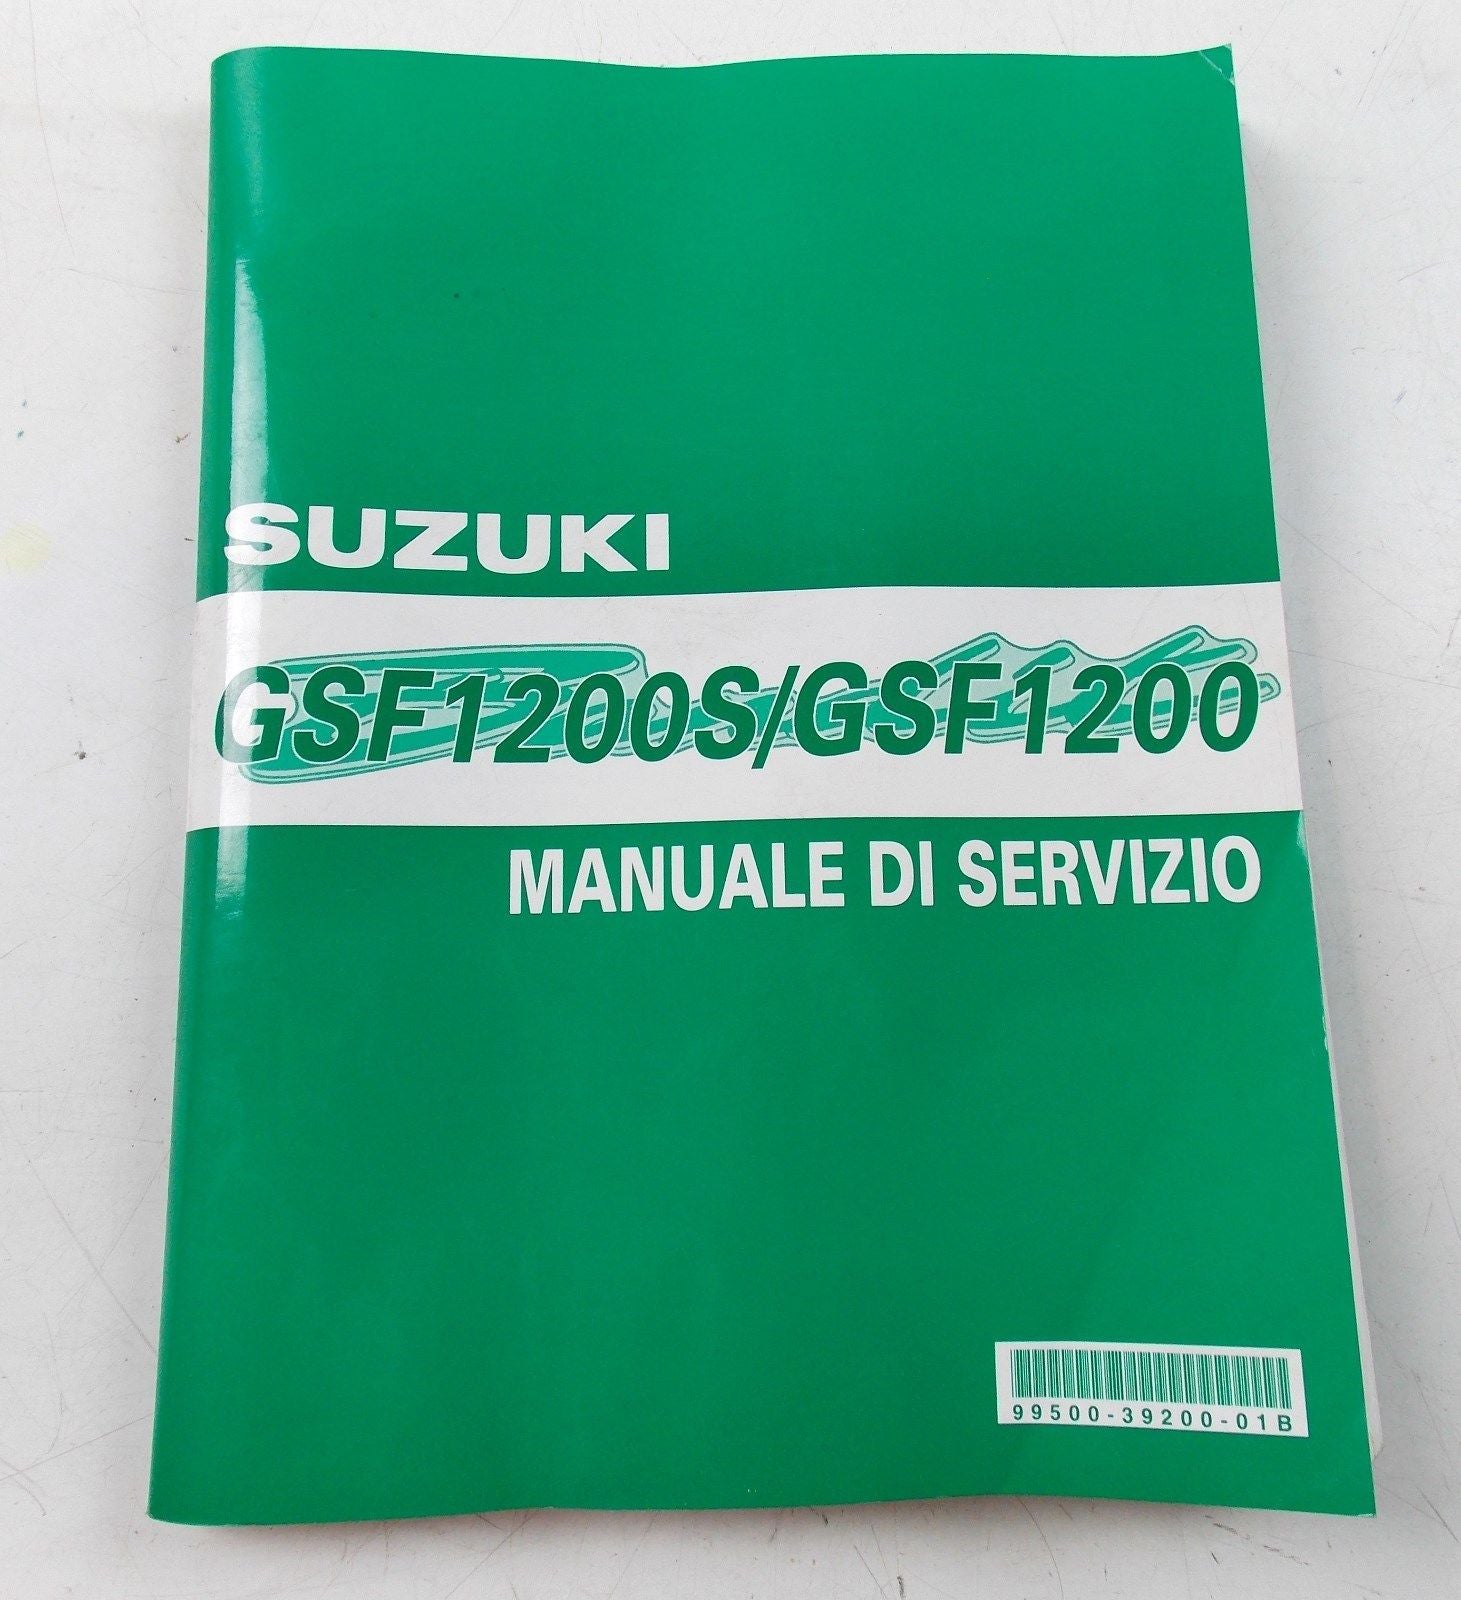 SUZUKI
GSF1200S/GSF1200
MANUALE DI SERVIZIO
99500-39200-01B